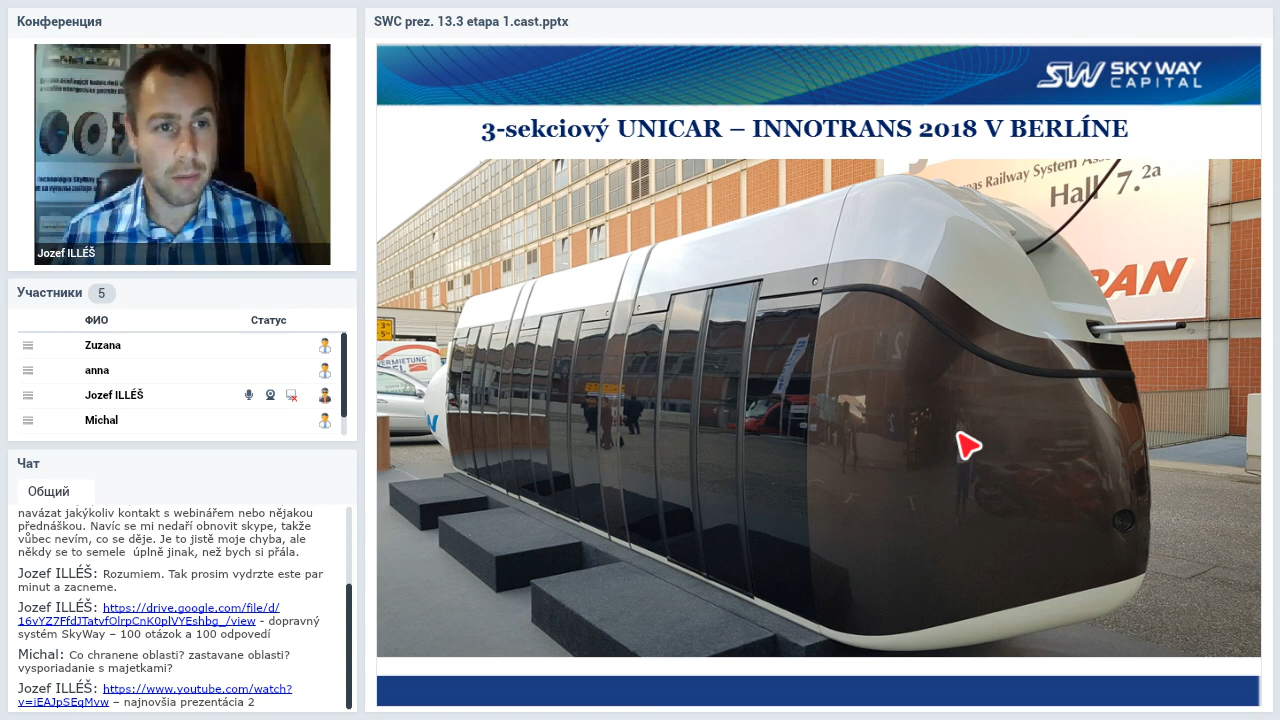 Конференция
Jozef ILLÉŠ
Участники 5
ФИО Статус
Zuzana
anna
Jozef ILLÉŠ
Michal
Чат
Общий
navázat jakýkoliv kontakt s webinářem nebo nějakou
přednáškou. Navíc se mi nedaří obnovit skype, takže
vůbec nevím, co se děje. Je to jistě moje chyba, ale
někdy se to semele úplně jinak, než bych si přála.
Jozef ILLÉŠ: Rozumiem. Tak prosim vydrzte este par
minut a zacneme.
Jozef ILLÉŠ: https://drive.google.com/file/d/
16vYZ7FfdJTatvfOlrpCnK0plVYEshbg_/view - dopravný
systém SkyWay – 100 otázok a 100 odpovedí
Michal: Co chranene oblasti? zastavane oblasti?
vysporiadanie s majetkami?
Jozef ILLÉŠ: https://www.youtube.com/watch?
v=iEAJpSEqMvw – najnovšia prezentácia 2
SWC prez. 13.3 etapa 1.cast.pptx
SW SKY WAY
CAPITAL
3-sekciový UNICAR – INNOTRANS 2018 V BERLÍNE
Railway System
Hall 7.2a
PAN